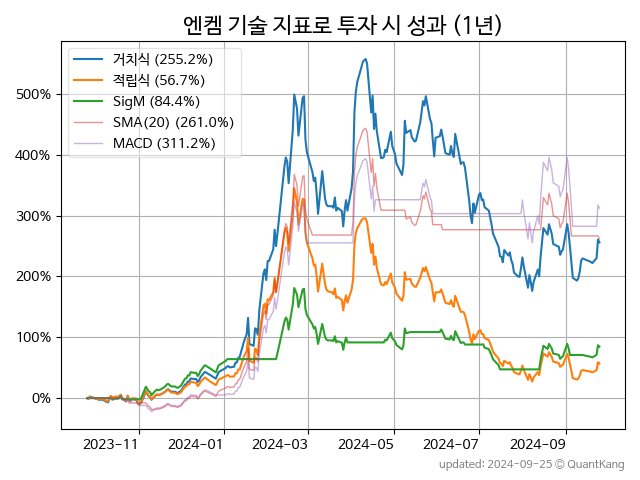 엔켐 기술 지표로 투자 시 성과 (1년)
거치식 (255.2%)
적립식 (56.7%)
SigM (84.4%)
SMA(20) (261.0%)
MACD (311.2%)
500%
400%
300%
200%
100%
0%
2023-11 2024-01 2024-03 2024-05 2024-07 2024-09
updated: 2024-09-25 © QuantKang